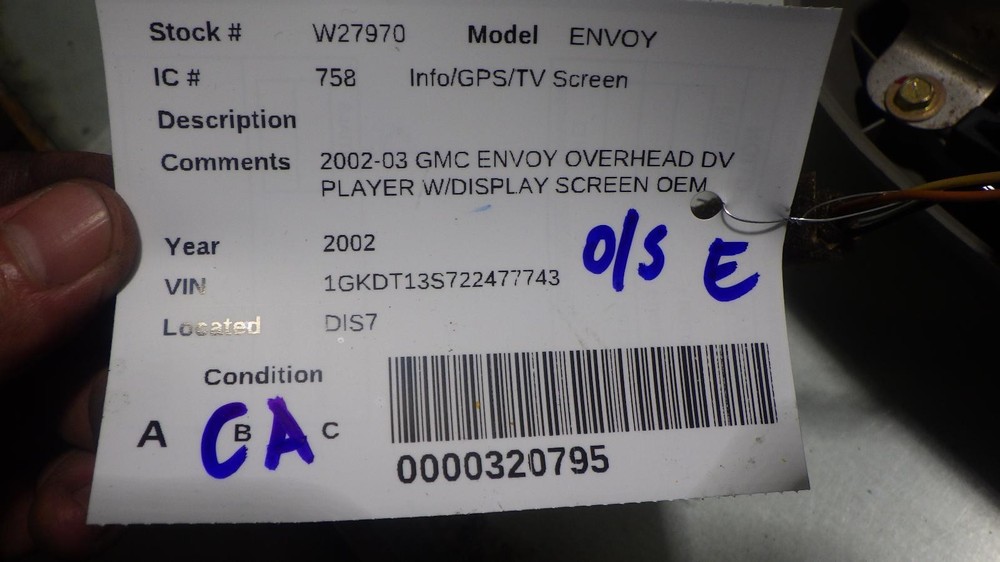 Stock # W27970 Model ENVOY
IC # 758 Info/GPS/TV Screen
Description
Comments 2002-03 GMC ENVOY OVERHEAD DV
PLAYER W/DISPLAY SCREEN OEM
O/S E
Year 2002
VIN 1GKDT13S722477743
Located DIS7
Condition
A B C
CA
0000320795